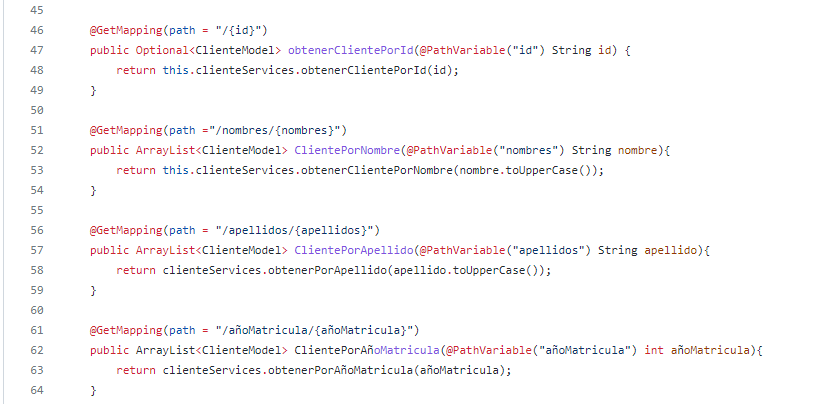 45
46 @GetMapping(path = "/{id}")
47 public Optional<ClienteModel> obtenerClientePorId(@PathVariable("id") String id) {
48 return this.clienteServices.obtenerClientePorId(id);
49 }
50
51 @GetMapping(path ="/nombres/{nombres}")
52 public ArrayList<ClienteModel> ClientePorNombre(@PathVariable("nombres") String nombre){
53 return this.clienteServices.obtenerClientePorNombre(nombre.toUpperCase());
54 }
55
56 @GetMapping(path = "/apellidos/{apellidos}")
57 public ArrayList<ClienteModel> ClientePorApellido(@PathVariable("apellidos") String apellido){
58 return clienteServices.obtenerPorApellido(apellido.toUpperCase());
59 }
60
61 @GetMapping(path = "/añoMatricula/{añoMatricula}")
62 public ArrayList<ClienteModel> ClientePorAñoMatricula(@PathVariable("añoMatricula") int añoMatricula){
63 return clienteServices.obtenerPorAñoMatricula(añoMatricula);
64 }